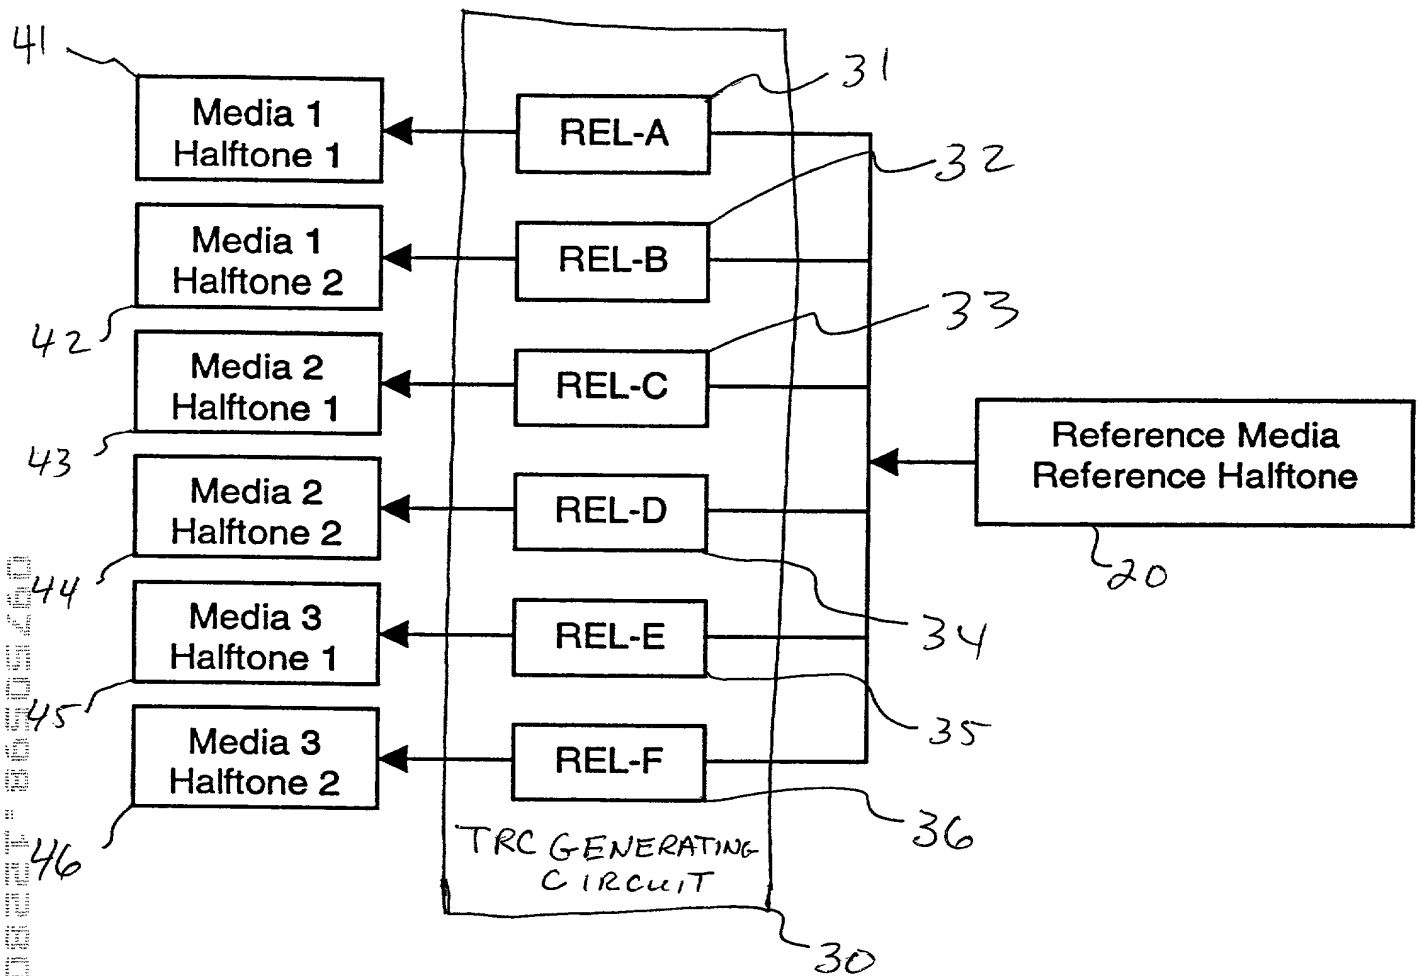 41
Media 1
Halftone 1
REL-A
31
Media 1
Halftone 2
42
REL-B
32
Media 2
Halftone 1
43
REL-C
33
Reference Media
Reference Halftone
20
Media 2
Halftone 2
44
REL-D
34
Media 3
Halftone 1
45
REL-E
35
Media 3
Halftone 2
46
REL-F
36
TRC GENERATING
CIRCUIT
30